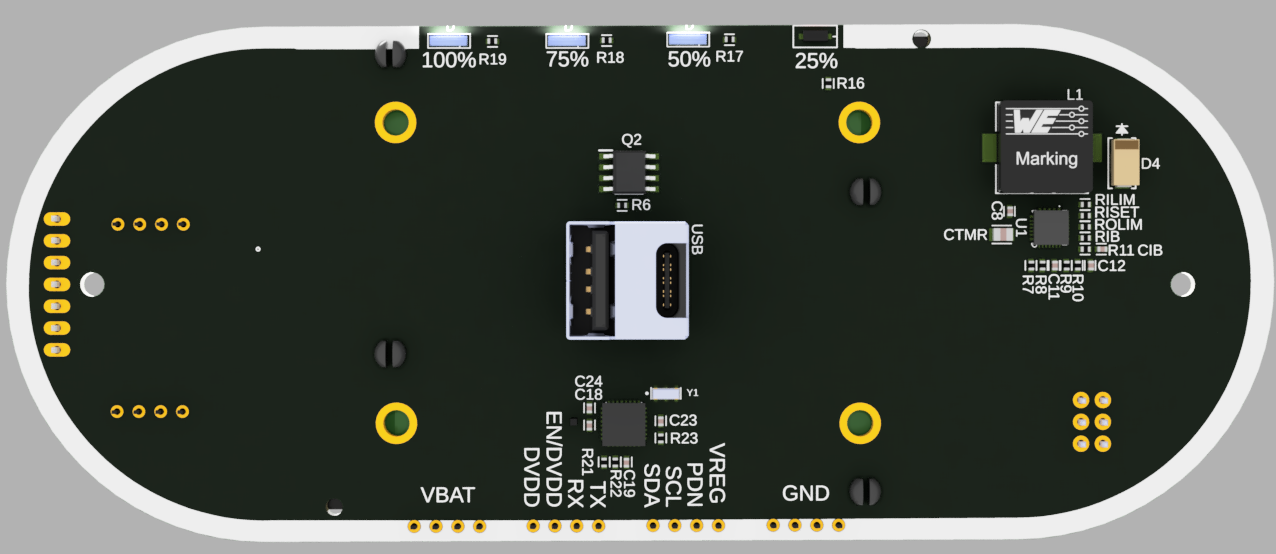 100% R19 75% R18 50% R17 25%
R16
L1
WE
Marking
D4
Q2
R6
USB
RILIM
RISET
ROLIM
RIB
R11 CIB
C12
C8
U1
CTMR
R7
R8
C11
R9
R10
C24
C18
Y1
C23
R23
R21
R22
C19
VBAT
DVDD
EN/DVDD
RX
TX
SDA
SCL
PDN
VREG
GND